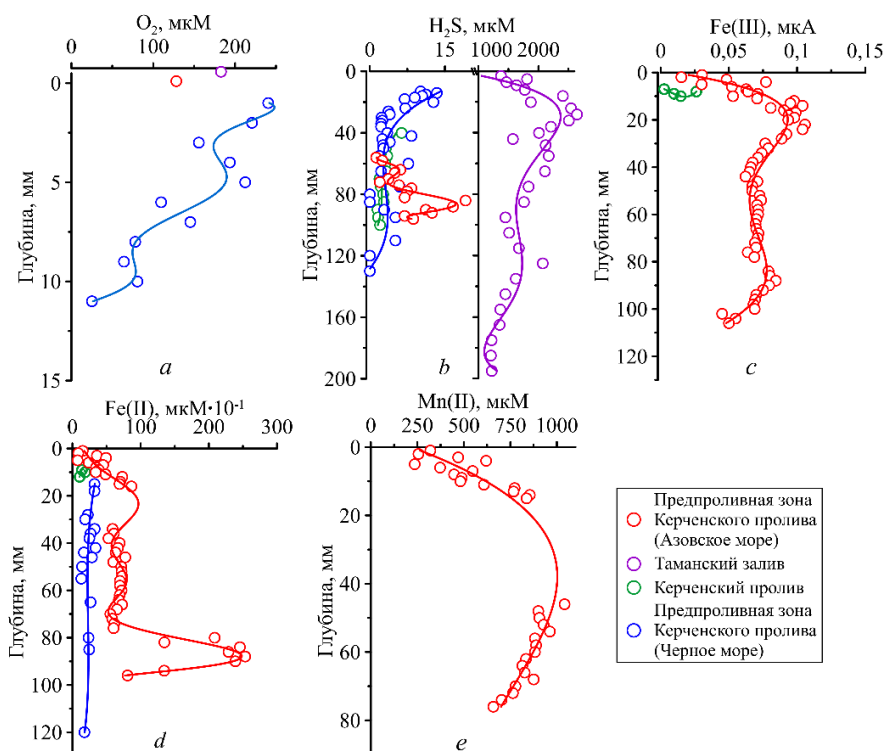 O₂, мкМ
0 100 200
0
5
10
15
Глубина, мм
a
H₂S, мкМ
0 15 1000 2000
0
40
80
120
160
200
Глубина, мм
b
Fe(III), мкА
0 0,05 0,1 0,15
0
20
40
60
80
100
120
Глубина, мм
c
Fe(II), мкМ·10⁻¹
0 100 200 300
0
20
40
60
80
100
120
Глубина, мм
d
Mn(II), мкМ
0 250 500 750 1000
20
40
60
80
Глубина, мм
e
Предпроливная зона
Керченского пролива
(Азовское море)
Таманский залив
Керченский пролив
Предпроливная зона
Керченского пролива
(Черное море)